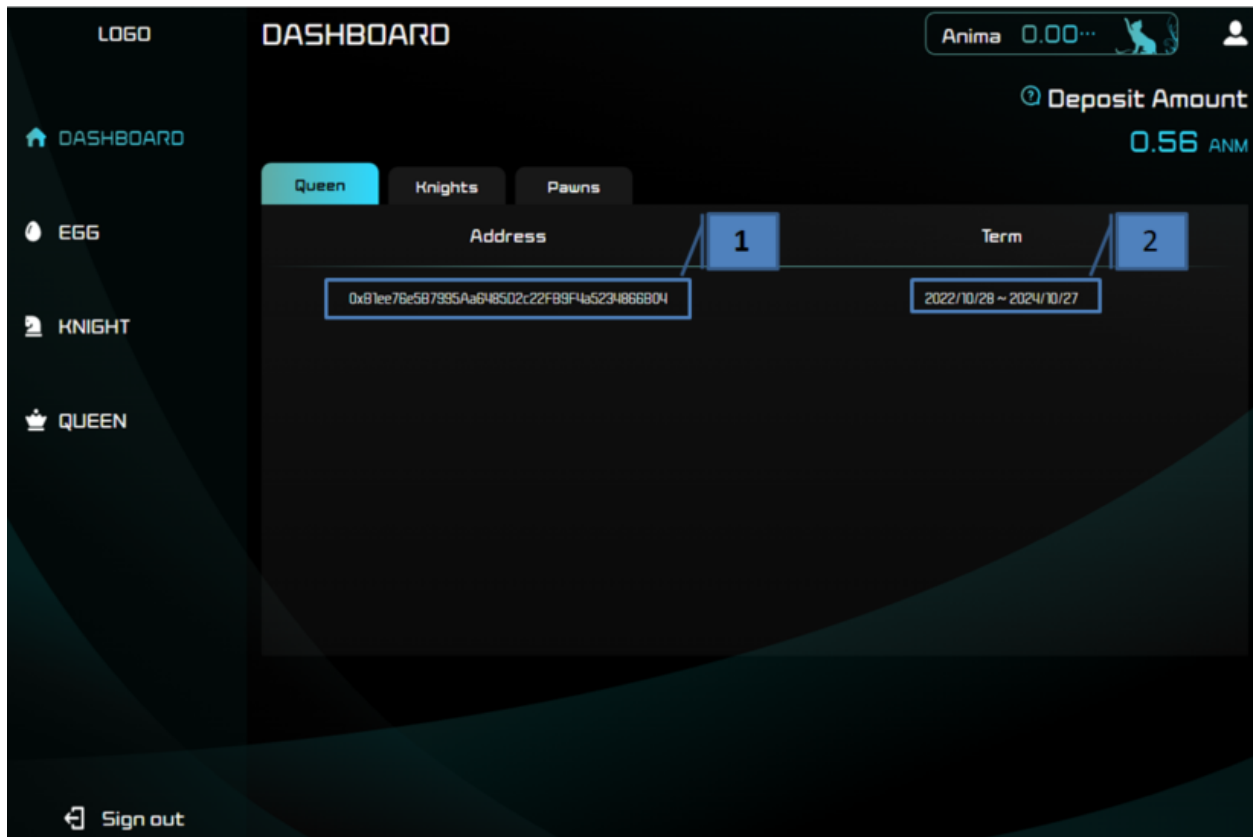 LOGO
DASHBOARD
Anima 0.00...
Deposit Amount
0.56 ANM
DASHBOARD
EGG
KNIGHT
QUEEN
Queen Knights Pawns
Address 1 Term 2
0xB1ee76e5B7995Aa648502c22FB9F4a5234866B04 2022/10/28 ~ 2024/10/27
Sign out